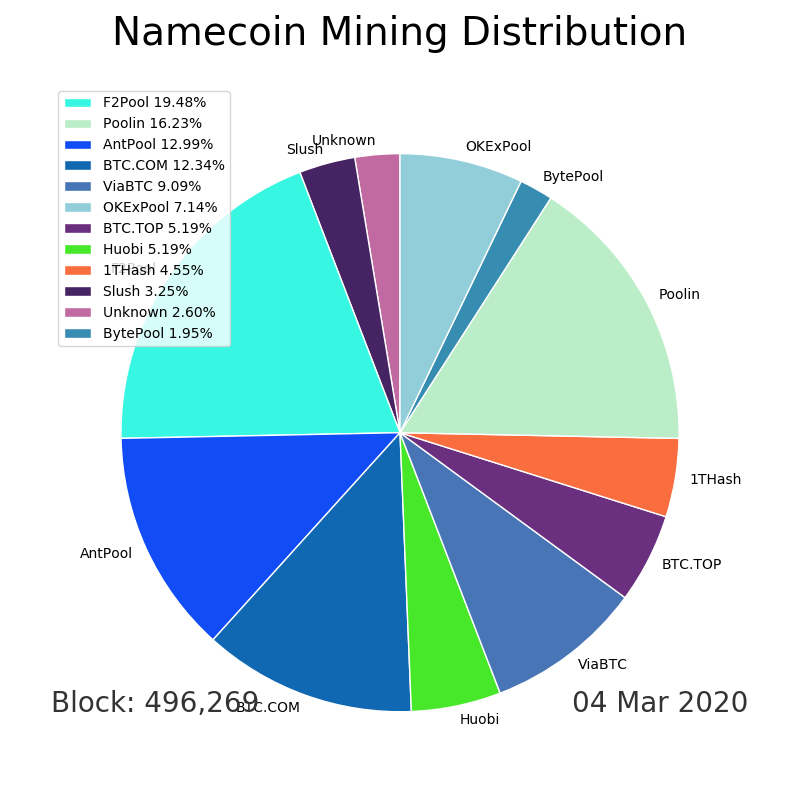 Namecoin Mining Distribution
F2Pool 19.48%
Poolin 16.23%
AntPool 12.99%
BTC.COM 12.34%
ViaBTC 9.09%
OKExPool 7.14%
BTC.TOP 5.19%
Huobi 5.19%
1THash 4.55%
Slush 3.25%
Unknown 2.60%
BytePool 1.95%
Unknown
Slush
OKExPool
BytePool
Poolin
F2Pool
1THash
AntPool
BTC.TOP
ViaBTC
BTC.COM
Huobi
Block: 496,269
04 Mar 2020